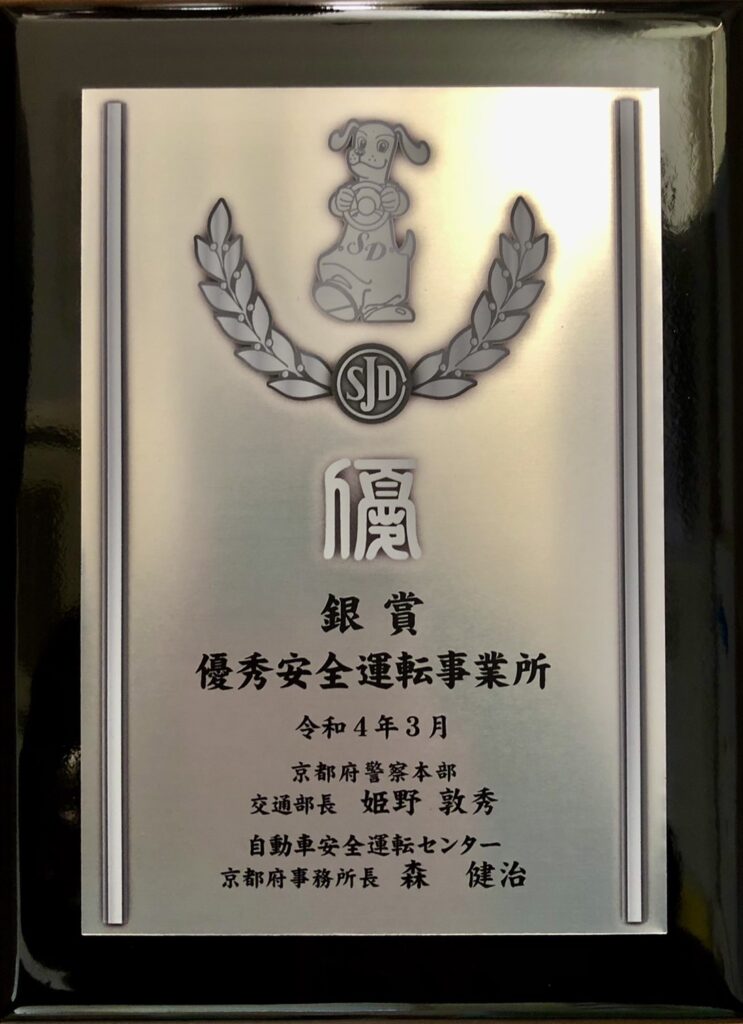 SD
SJD
優
銀賞
優秀安全運転事業所
令和4年3月
京都府警察本部
交通部長 姫野 敦秀
自動車安全運転センター
京都府事務所長 森 健治